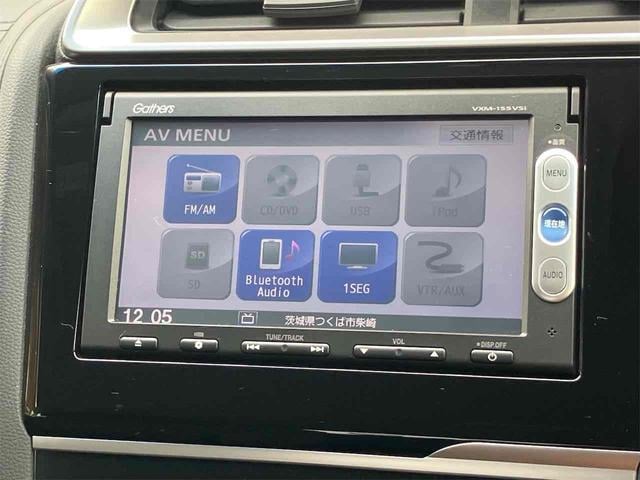 Gathers
VXM-155VSi
AV MENU
交通情報
FM/AM
CD/DVD
USB
iPod
SD
SD
Bluetooth
Audio
1SEG
VTR/AUX
12:05
茨城県つくば市柴崎
MENU
現在地
AUDIO
TUNE/TRACK
VOL
DISP.OFF